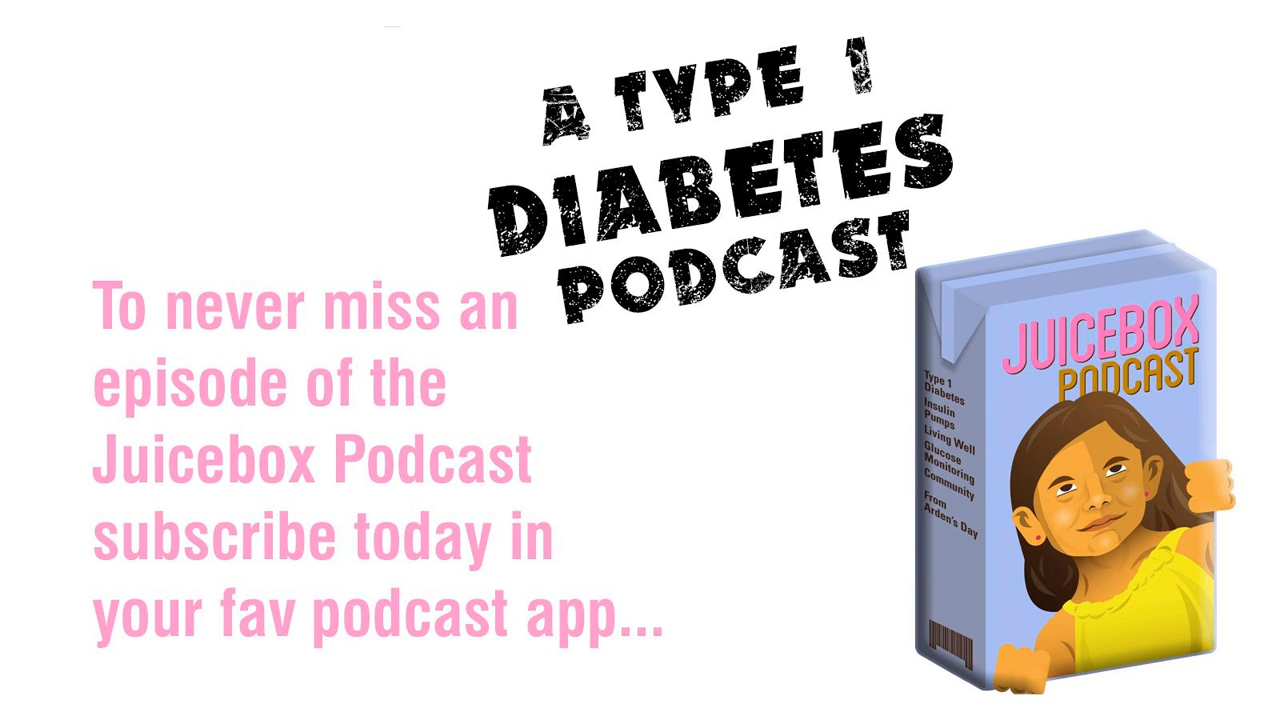 A TYPE 1
DIABETES
PODCAST
To never miss an
episode of the
Juicebox Podcast
subscribe today in
your fav podcast app...
JUICEBOX
PODCAST
Type 1
Diabetes
Insulin
Pumps
Living Well
Glucose
Monitoring
Community
From
Arden's Day